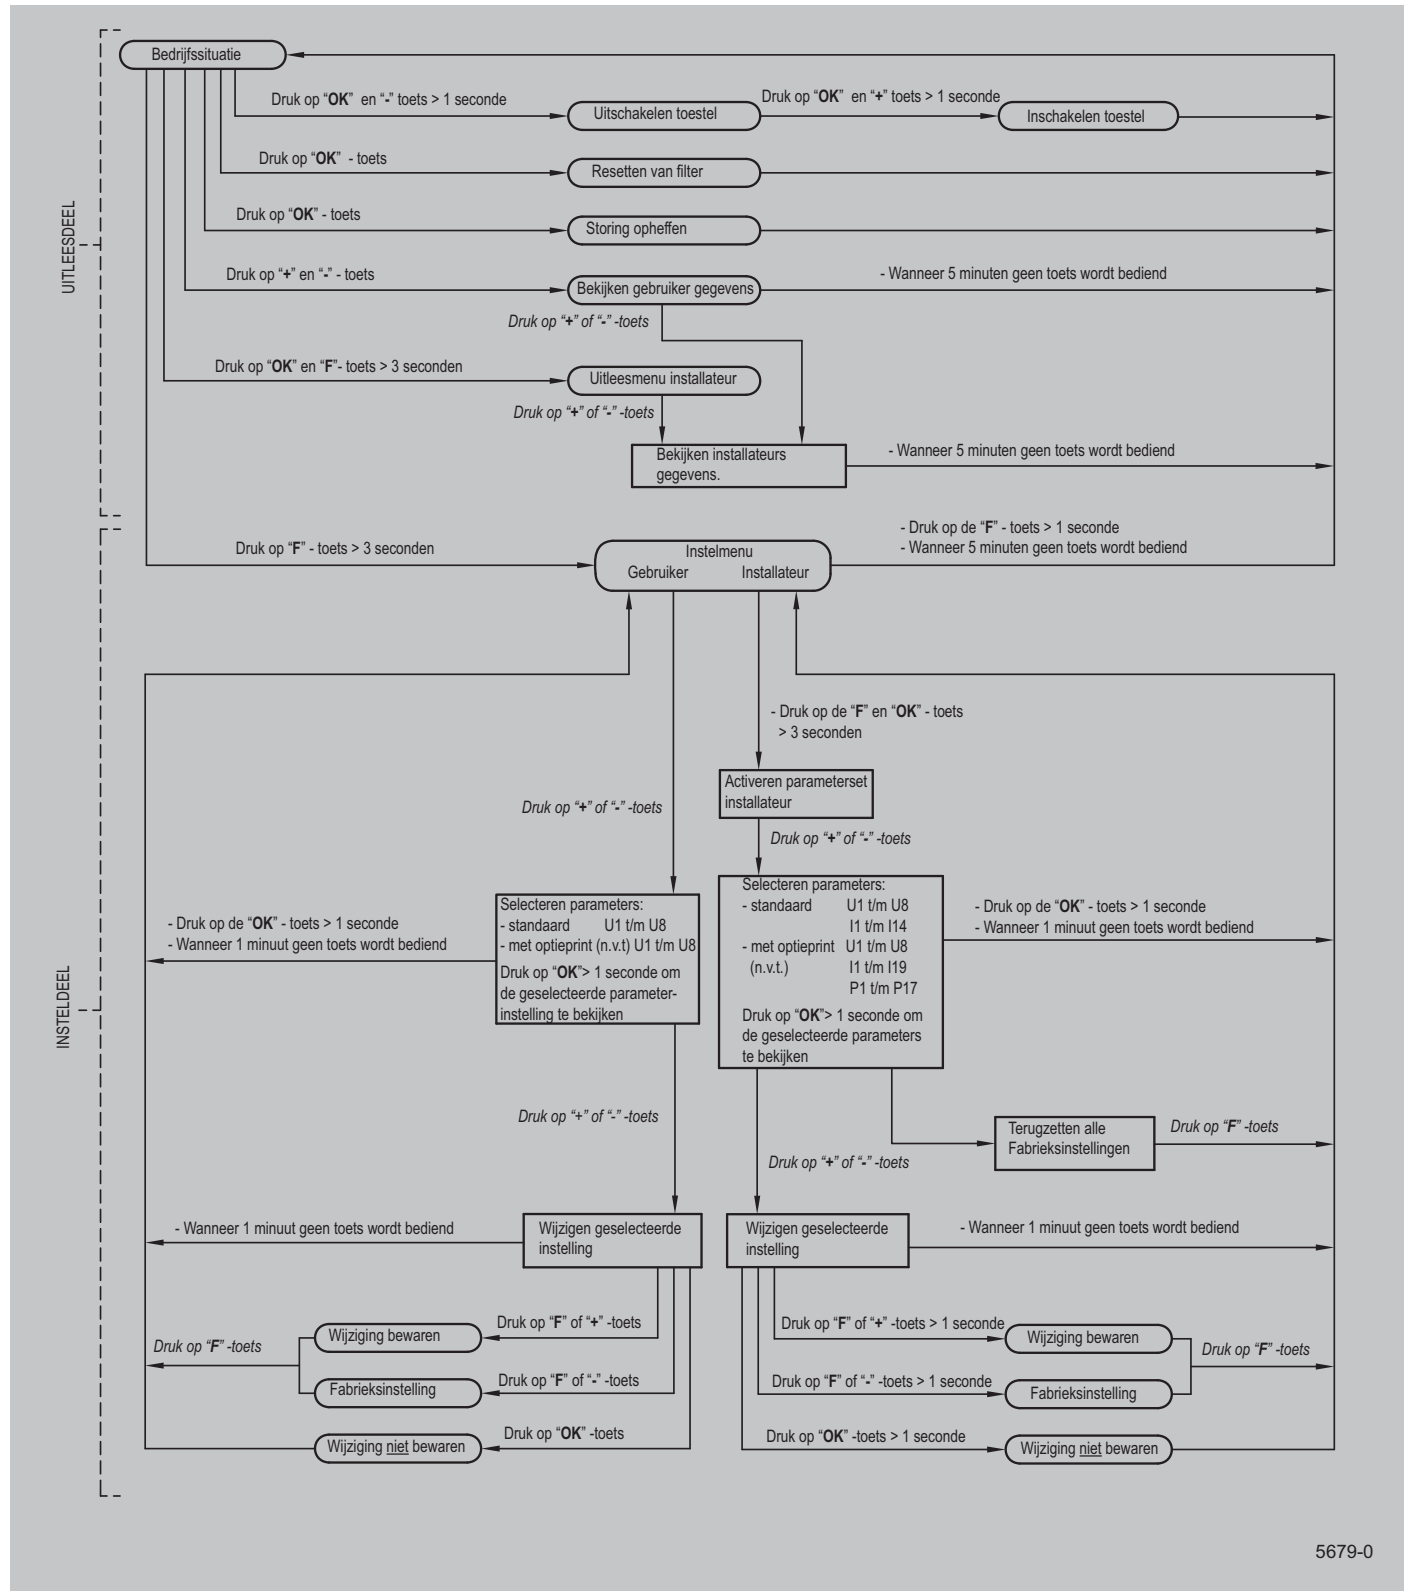 Bedrijfssituatie
Druk op “OK” en “-” toets > 1 seconde
Uitschakelen toestel
Druk op “OK” en “+” toets > 1 seconde
Inschakelen toestel
Druk op “OK” - toets
Resetten van filter
Druk op “OK” - toets
Storing opheffen
UITLEESDEEL
Druk op “+” en “-” - toets
Bekijken gebruiker gegevens
- Wanneer 5 minuten geen toets wordt bediend
Druk op “+” of “-” -toets
Druk op “OK” en “F”- toets > 3 seconden
Uitleesmenu installateur
Druk op “+” of “-” -toets
Bekijken installateurs
gegevens.
- Wanneer 5 minuten geen toets wordt bediend
Druk op “F” - toets > 3 seconden
Instelmenu
Gebruiker Installateur
- Druk op de “F” - toets > 1 seconde
- Wanneer 5 minuten geen toets wordt bediend
- Druk op de “F” en “OK” - toets
> 3 seconden
Activeren parameterset
installateur
Druk op “+” of “-” -toets
Druk op “+” of “-” -toets
INSTELDEEL
- Druk op de “OK” - toets > 1 seconde
- Wanneer 1 minuut geen toets wordt bediend
Selecteren parameters:
- standaard U1 t/m U8
- met optieprint (n.v.t) U1 t/m U8
Druk op “OK”> 1 seconde om
de geselecteerde parameter-
instelling te bekijken
Selecteren parameters:
- standaard U1 t/m U8
I1 t/m I14
- met optieprint U1 t/m U8
(n.v.t.) I1 t/m I19
P1 t/m P17
Druk op “OK”> 1 seconde om
de geselecteerde parameters
te bekijken
- Druk op de “OK” - toets > 1 seconde
- Wanneer 1 minuut geen toets wordt bediend
Druk op “+” of “-” -toets
Terugzetten alle
Fabrieksinstellingen
Druk op “F” -toets
Druk op “+” of “-” -toets
- Wanneer 1 minuut geen toets wordt bediend
Wijzigen geselecteerde
instelling
Wijzigen geselecteerde
instelling
- Wanneer 1 minuut geen toets wordt bediend
Druk op “F” of “+” -toets
Wijziging bewaren
Druk op “F” -toets
Druk op “F” of “-” -toets
Fabrieksinstelling
Druk op “OK” -toets
Wijziging niet bewaren
Druk op “F” of “+” -toets > 1 seconde
Wijziging bewaren
Druk op “F” -toets
Druk op “F” of “-” -toets > 1 seconde
Fabrieksinstelling
Druk op “OK” -toets > 1 seconde
Wijziging niet bewaren
5679-0